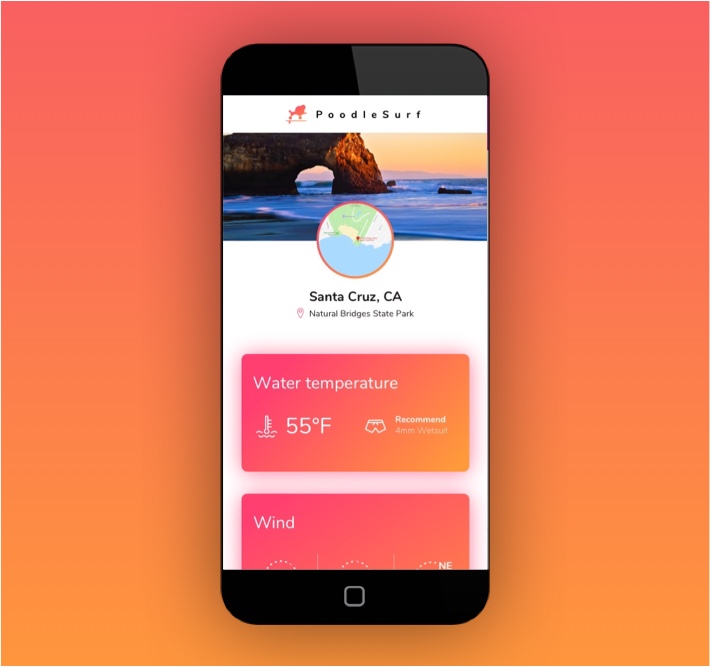 PoodleSurf
Santa Cruz, CA
Natural Bridges State Park
Water temperature
55°F
Recommend
4mm Wetsuit
Wind
NE